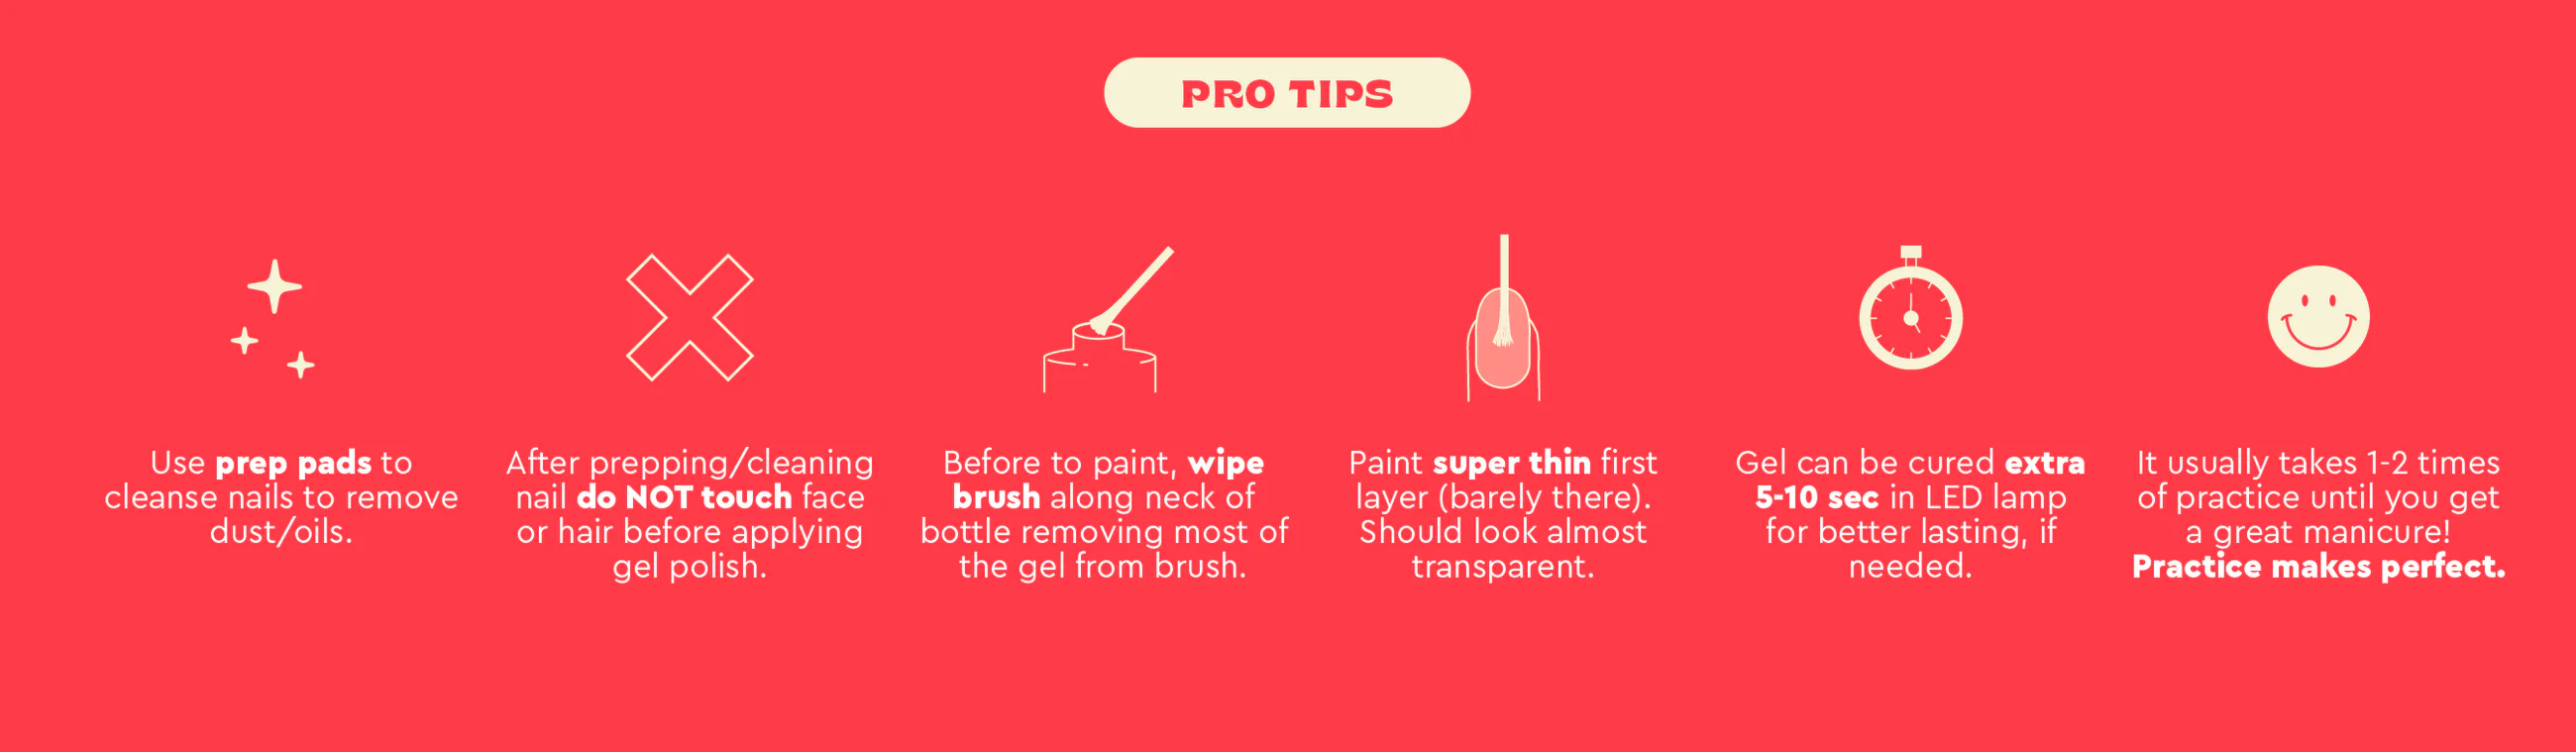 PRO TIPS
Use prep pads to
cleanse nails to remove
dust/oils.
After prepping/cleaning
nail do NOT touch face
or hair before applying
gel polish.
Before to paint, wipe
brush along neck of
bottle removing most of
the gel from brush.
Paint super thin first
layer (barely there).
Should look almost
transparent.
Gel can be cured extra
5-10 sec in LED lamp
for better lasting, if
needed.
It usually takes 1-2 times
of practice until you get
a great manicure!
Practice makes perfect.